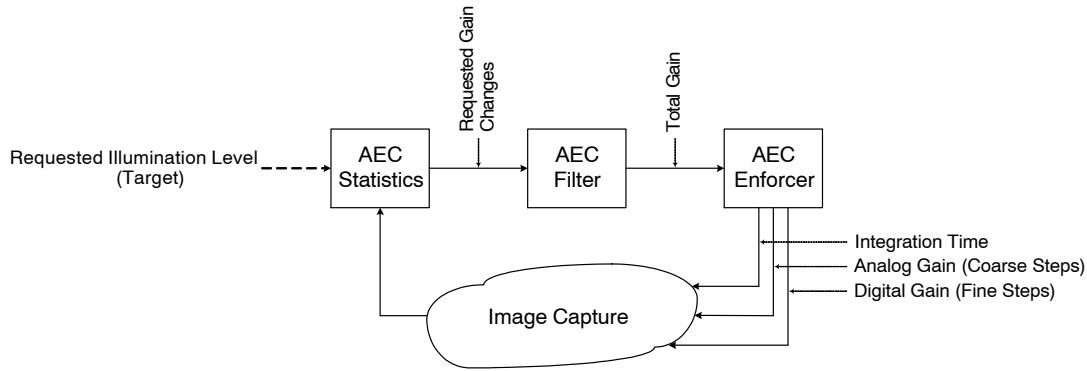 Requested Gain
Changes
Total Gain
Requested Illumination Level
(Target)
AEC
Statistics
AEC
Filter
AEC
Enforcer
Integration Time
Analog Gain (Coarse Steps)
Digital Gain (Fine Steps)
Image Capture